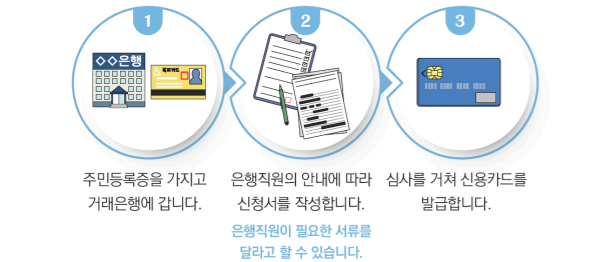 1
2
3
◇◇은행
주민등록증을 가지고
거래은행에 갑니다.
은행직원의 안내에 따라
신청서를 작성합니다.
은행직원이 필요한 서류를
달라고 할 수 있습니다.
심사를 거쳐 신용카드를
발급합니다.